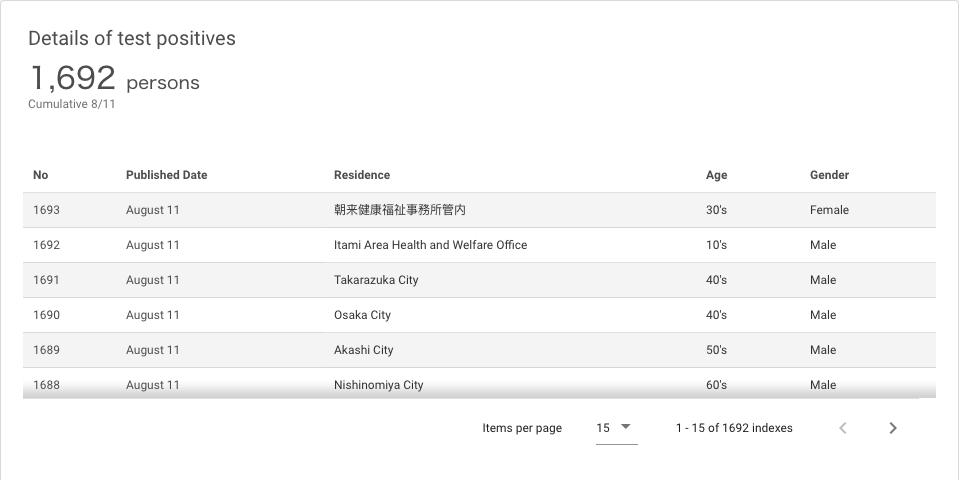 Details of test positives
1,692 persons
Cumulative 8/11
No Published Date Residence Age Gender
1693 August 11 朝来健康福祉事務所管内 30's Female
1692 August 11 Itami Area Health and Welfare Office 10's Male
1691 August 11 Takarazuka City 40's Male
1690 August 11 Osaka City 40's Male
1689 August 11 Akashi City 50's Male
1688 August 11 Nishinomiya City 60's Male
Items per page 15 1 - 15 of 1692 indexes